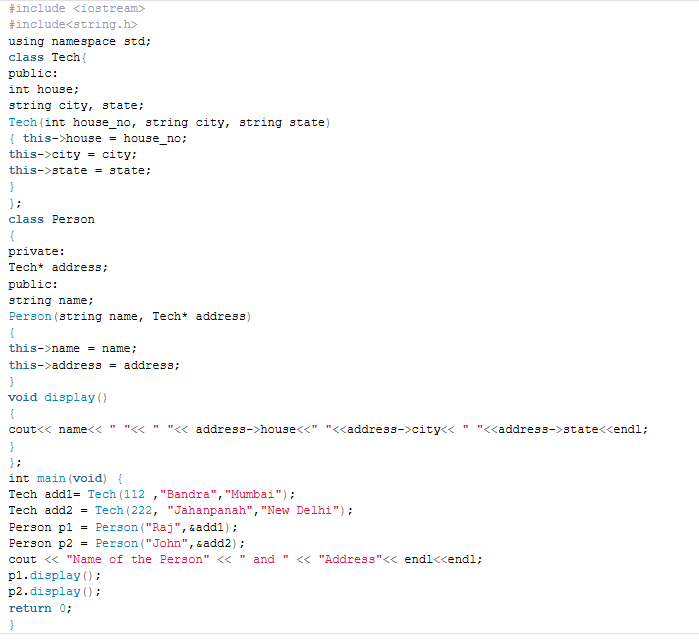 #include <iostream>
#include<string.h>
using namespace std;
class Tech{
public:
int house;
string city, state;
Tech(int house_no, string city, string state)
{ this->house = house_no;
this->city = city;
this->state = state;
}
};
class Person
{
private:
Tech* address;
public:
string name;
Person(string name, Tech* address)
{
this->name = name;
this->address = address;
}
void display()
{
cout<< name<< " "<< " "<< address->house<<" "<<address->city<< " "<<address->state<<endl;
}
};
int main(void) {
Tech add1= Tech(112 ,"Bandra","Mumbai");
Tech add2 = Tech(222, "Jahanpanah","New Delhi");
Person p1 = Person("Raj",&add1);
Person p2 = Person("John",&add2);
cout << "Name of the Person" << " and " << "Address"<< endl<<endl;
p1.display();
p2.display();
return 0;
}